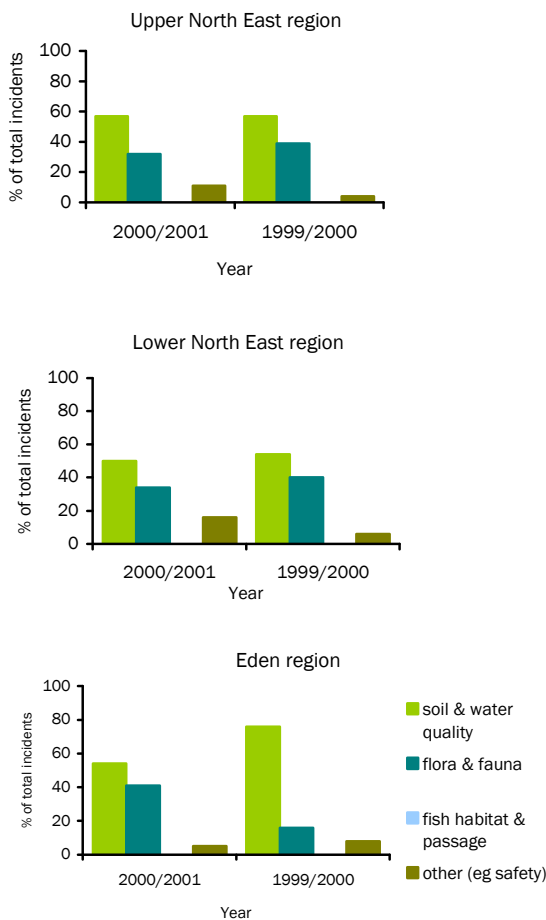 Upper North East region
100
80
60
40
20
0
% of total incidents
2000/2001 1999/2000
Year
Lower North East region
100
80
60
40
20
0
% of total incidents
2000/2001 1999/2000
Year
Eden region
100
80
60
40
20
0
% of total incidents
2000/2001 1999/2000
Year
soil & water
quality
flora & fauna
fish habitat &
passage
other (eg safety)